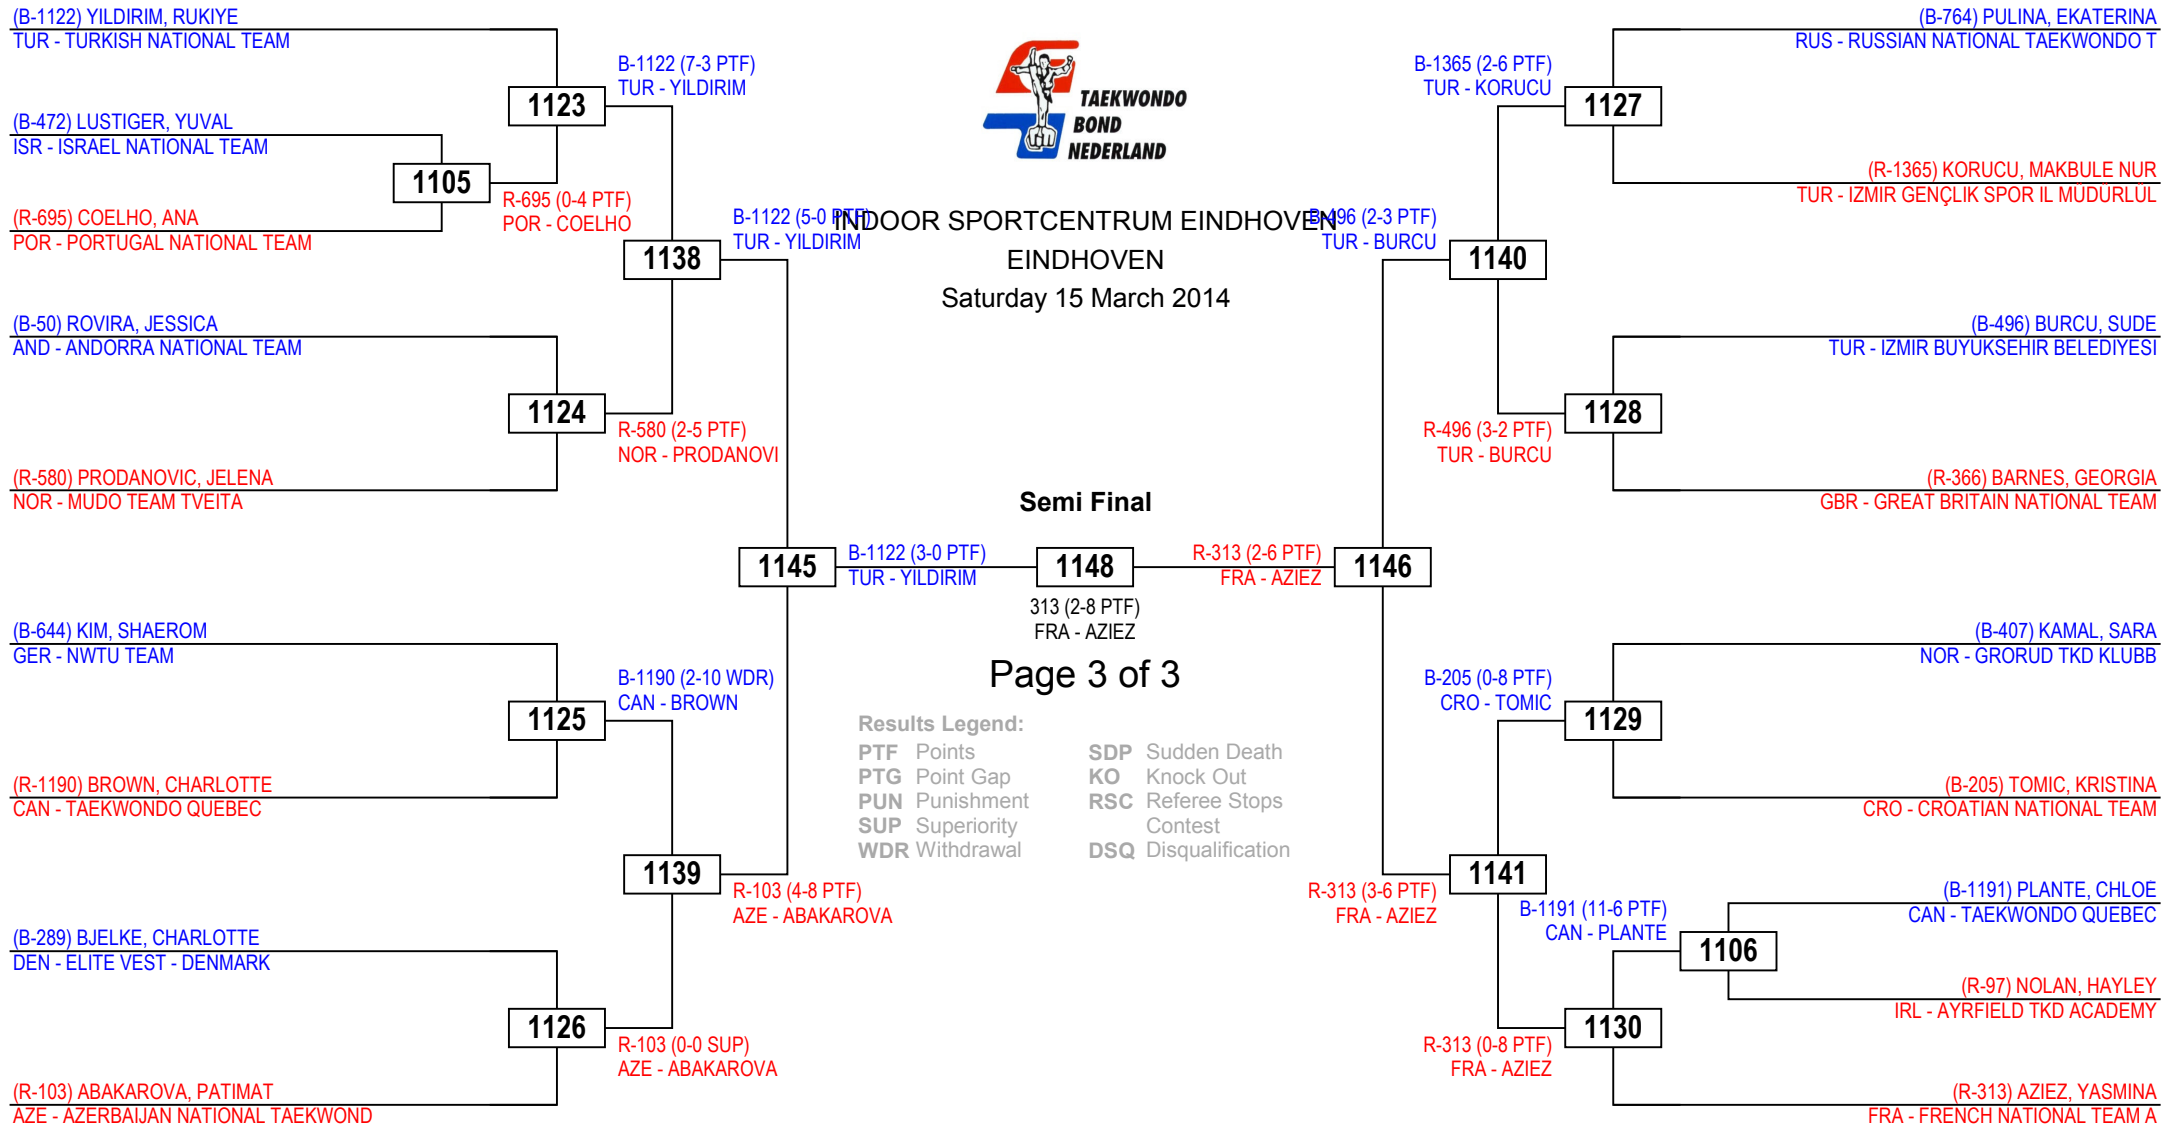 (B-1122) YILDIRIM, RUKIYE
TUR - TURKISH NATIONAL TEAM
B-1122 (7-3 PTF)
TUR - YILDIRIM
1123
(B-472) LUSTIGER, YUVAL
ISR - ISRAEL NATIONAL TEAM
1105
R-695 (0-4 PTF)
POR - COELHO
(R-695) COELHO, ANA
POR - PORTUGAL NATIONAL TEAM
B-1122 (5-0 PTF)
TUR - YILDIRIM
1138
(B-50) ROVIRA, JESSICA
AND - ANDORRA NATIONAL TEAM
1124
R-580 (2-5 PTF)
NOR - PRODANOVI
(R-580) PRODANOVIC, JELENA
NOR - MUDO TEAM TVEITA
1145
B-1122 (3-0 PTF)
TUR - YILDIRIM
(B-644) KIM, SHAEROM
GER - NWTU TEAM
B-1190 (2-10 WDR)
CAN - BROWN
1125
(R-1190) BROWN, CHARLOTTE
CAN - TAEKWONDO QUEBEC
1139
R-103 (4-8 PTF)
AZE - ABAKAROVA
(B-289) BJELKE, CHARLOTTE
DEN - ELITE VEST - DENMARK
1126
R-103 (0-0 SUP)
AZE - ABAKAROVA
(R-103) ABAKAROVA, PATIMAT
AZE - AZERBAIJAN NATIONAL TAEKWOND
TAEKWONDO
BOND
NEDERLAND
INDOOR SPORTCENTRUM EINDHOVEN
EINDHOVEN
Saturday 15 March 2014
Semi Final
1148
313 (2-8 PTF)
FRA - AZIEZ
Page 3 of 3
Results Legend:
PTF Points
SDP Sudden Death
PTG Point Gap
KO Knock Out
PUN Punishment
RSC Referee Stops
SUP Superiority
Contest
WDR Withdrawal
DSQ Disqualification
(B-764) PULINA, EKATERINA
RUS - RUSSIAN NATIONAL TAEKWONDO T
B-1365 (2-6 PTF)
TUR - KORUCU
1127
(R-1365) KORUCU, MAKBULE NUR
TUR - IZMIR GENÇLIK SPOR IL MÜDÜRLÜL
B-496 (2-3 PTF)
TUR - BURCU
1140
(B-496) BURCU, SUDE
TUR - IZMIR BUYUKSEHIR BELEDIYESI
1128
R-496 (3-2 PTF)
TUR - BURCU
(R-366) BARNES, GEORGIA
GBR - GREAT BRITAIN NATIONAL TEAM
R-313 (2-6 PTF)
FRA - AZIEZ
1146
(B-407) KAMAL, SARA
NOR - GRORUD TKD KLUBB
B-205 (0-8 PTF)
CRO - TOMIC
1129
(B-205) TOMIC, KRISTINA
CRO - CROATIAN NATIONAL TEAM
1141
R-313 (3-6 PTF)
FRA - AZIEZ
(B-1191) PLANTE, CHLOE
CAN - TAEKWONDO QUEBEC
B-1191 (11-6 PTF)
CAN - PLANTE
1106
(R-97) NOLAN, HAYLEY
IRL - AYRFIELD TKD ACADEMY
1130
R-313 (0-8 PTF)
FRA - AZIEZ
(R-313) AZIEZ, YASMINA
FRA - FRENCH NATIONAL TEAM A